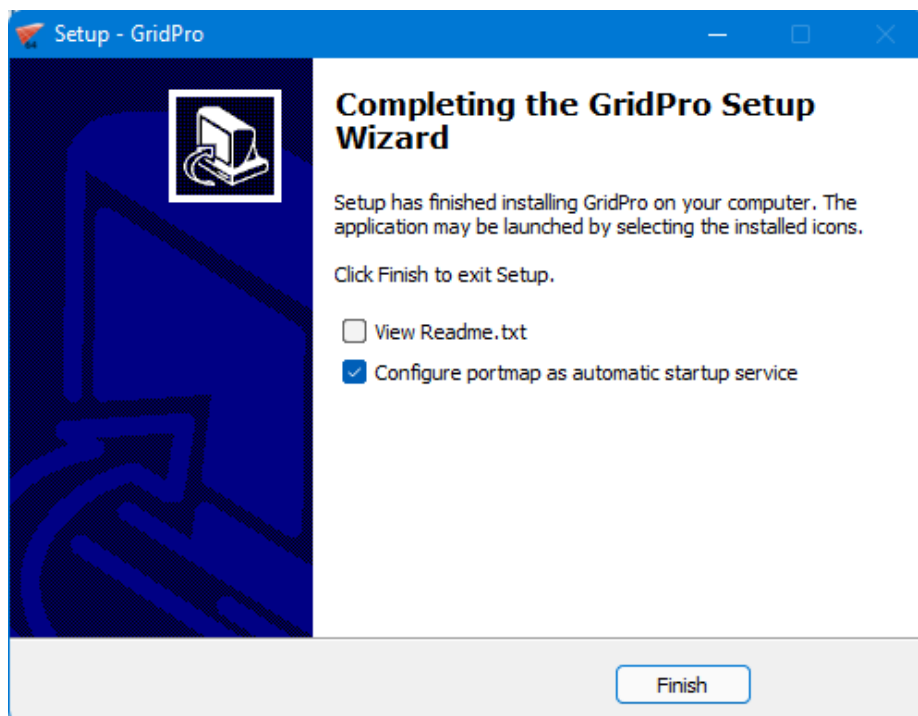 Setup - GridPro
Completing the GridPro Setup
Wizard
Setup has finished installing GridPro on your computer. The
application may be launched by selecting the installed icons.
Click Finish to exit Setup.
View Readme.txt
Configure portmap as automatic startup service
Finish